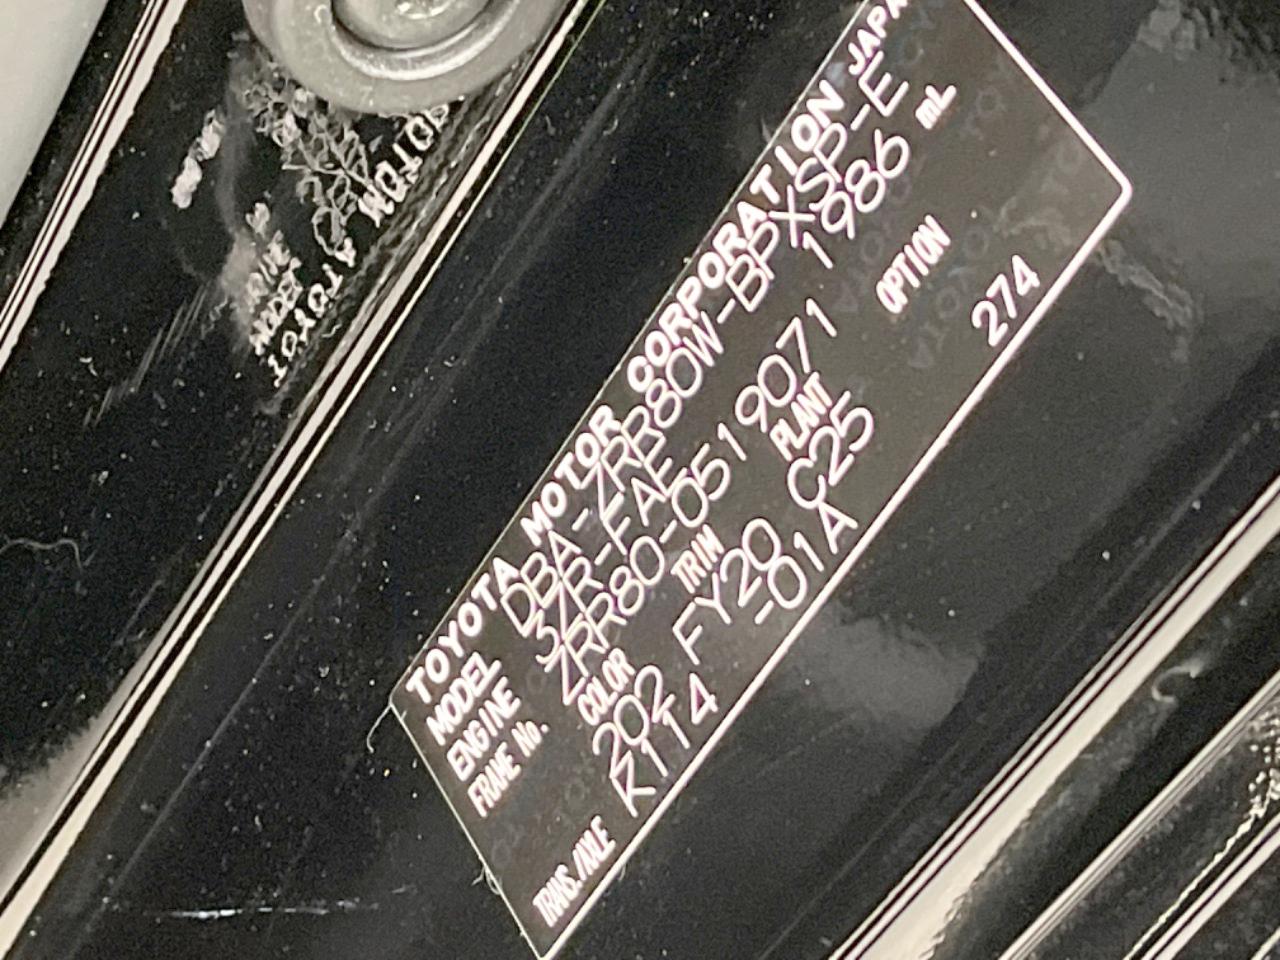 TOYOTA MOTOR CORPORATION JAPAN
MODEL DBA-ZRR80W-BPXSP-E
ENGINE 3ZR-FAE 1986 mL
FRAME No. ZRR80-0519071
COLOR TRIM PLANT OPTION
202 FY20 C25 274
TRANS./AXLE K114 -01A